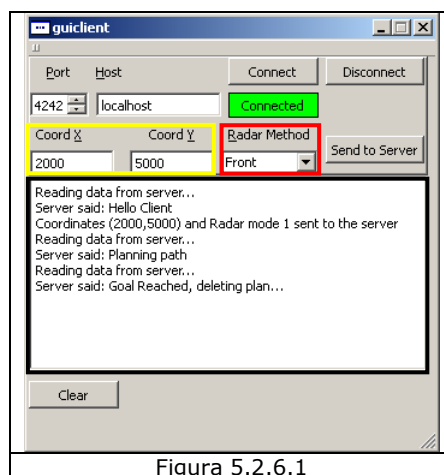 guiclient
Port Host Connect Disconnect
4242 localhost Connected
Coord X Coord Y Radar Method
2000 5000 Front Send to Server
Reading data from server...
Server said: Hello Client
Coordinates (2000,5000) and Radar mode 1 sent to the server
Reading data from server...
Server said: Planning path
Reading data from server...
Server said: Goal Reached, deleting plan...
Clear
Figura 5.2.6.1